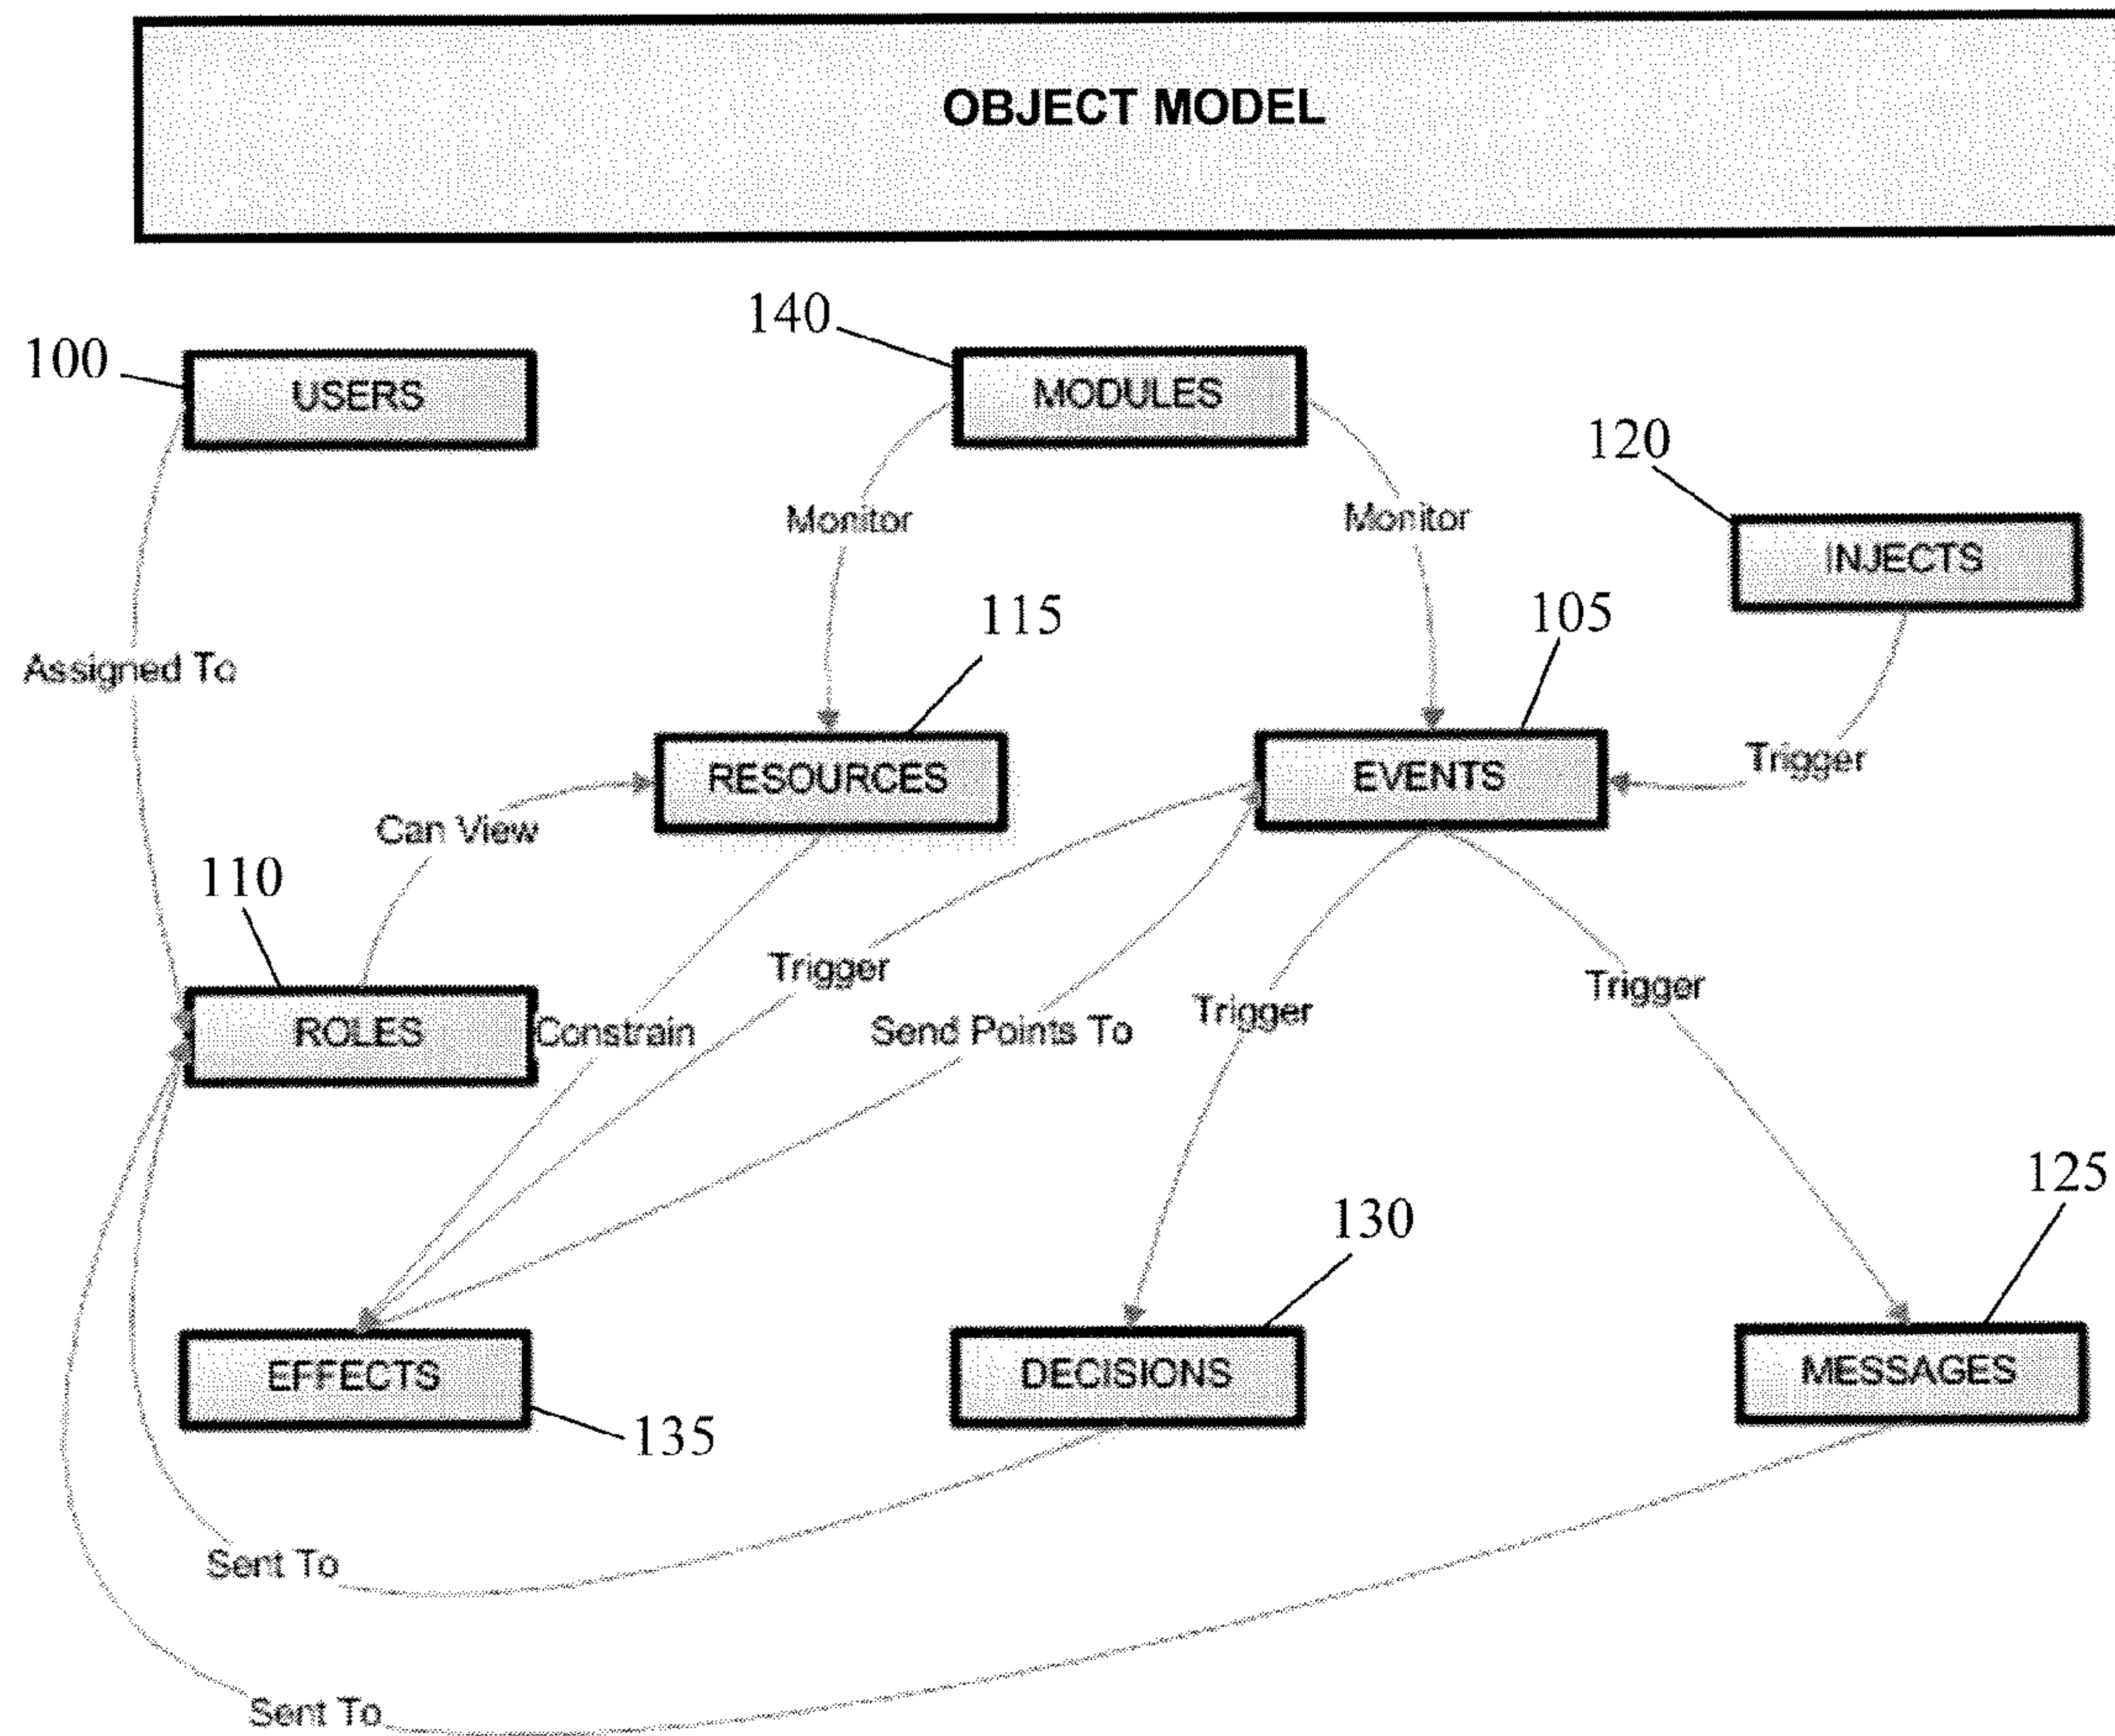 OBJECT MODEL
140
100
USERS
MODULES
120
Monitor
Monitor
INJECTS
115
105
Assigned To
RESOURCES
EVENTS
Trigger
Can View
110
Trigger
Trigger
Trigger
ROLES
Constrain
Send Points To
125
130
EFFECTS
DECISIONS
MESSAGES
135
Sent To
Sent To